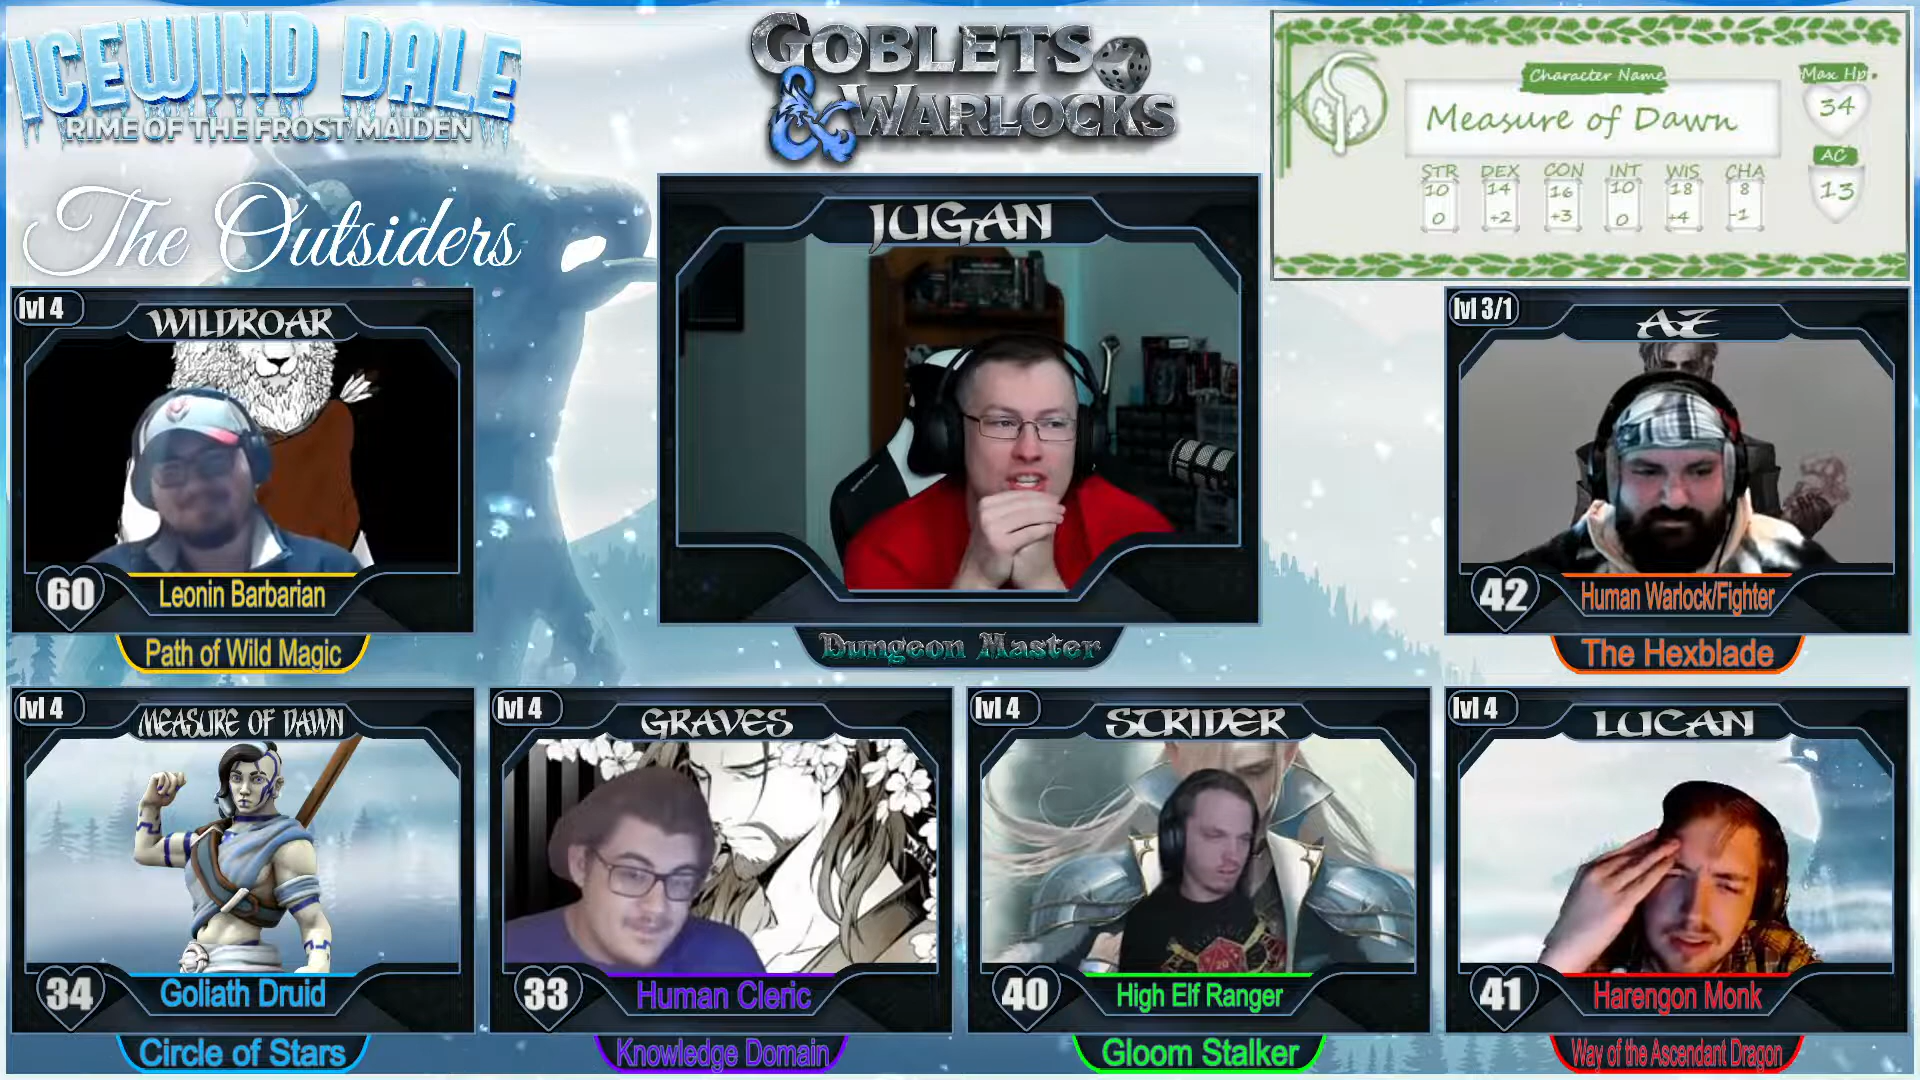 ICEWIND DALE
RIME OF THE FROSTMAIDEN
The Outsiders
GOBLETS
& WARLOCKS
Character Name
Measure of Dawn
Max Hp.
34
AC
13
STR DEX CON INT WIS CHA
10 14 16 10 18 8
0 +2 +3 0 +4 -1
lvl 4
WILDROAR
60
Leonin Barbarian
Path of Wild Magic
JUGAN
Dungeon Master
lvl 3/1
AZ
42
Human Warlock/Fighter
The Hexblade
lvl 4
MEASURE OF DAWN
34
Goliath Druid
Circle of Stars
lvl 4
GRAVES
33
Human Cleric
Knowledge Domain
lvl 4
STRIDER
40
High Elf Ranger
Gloom Stalker
lvl 4
LUCAN
41
Harengon Monk
Way of the Ascendant Dragon